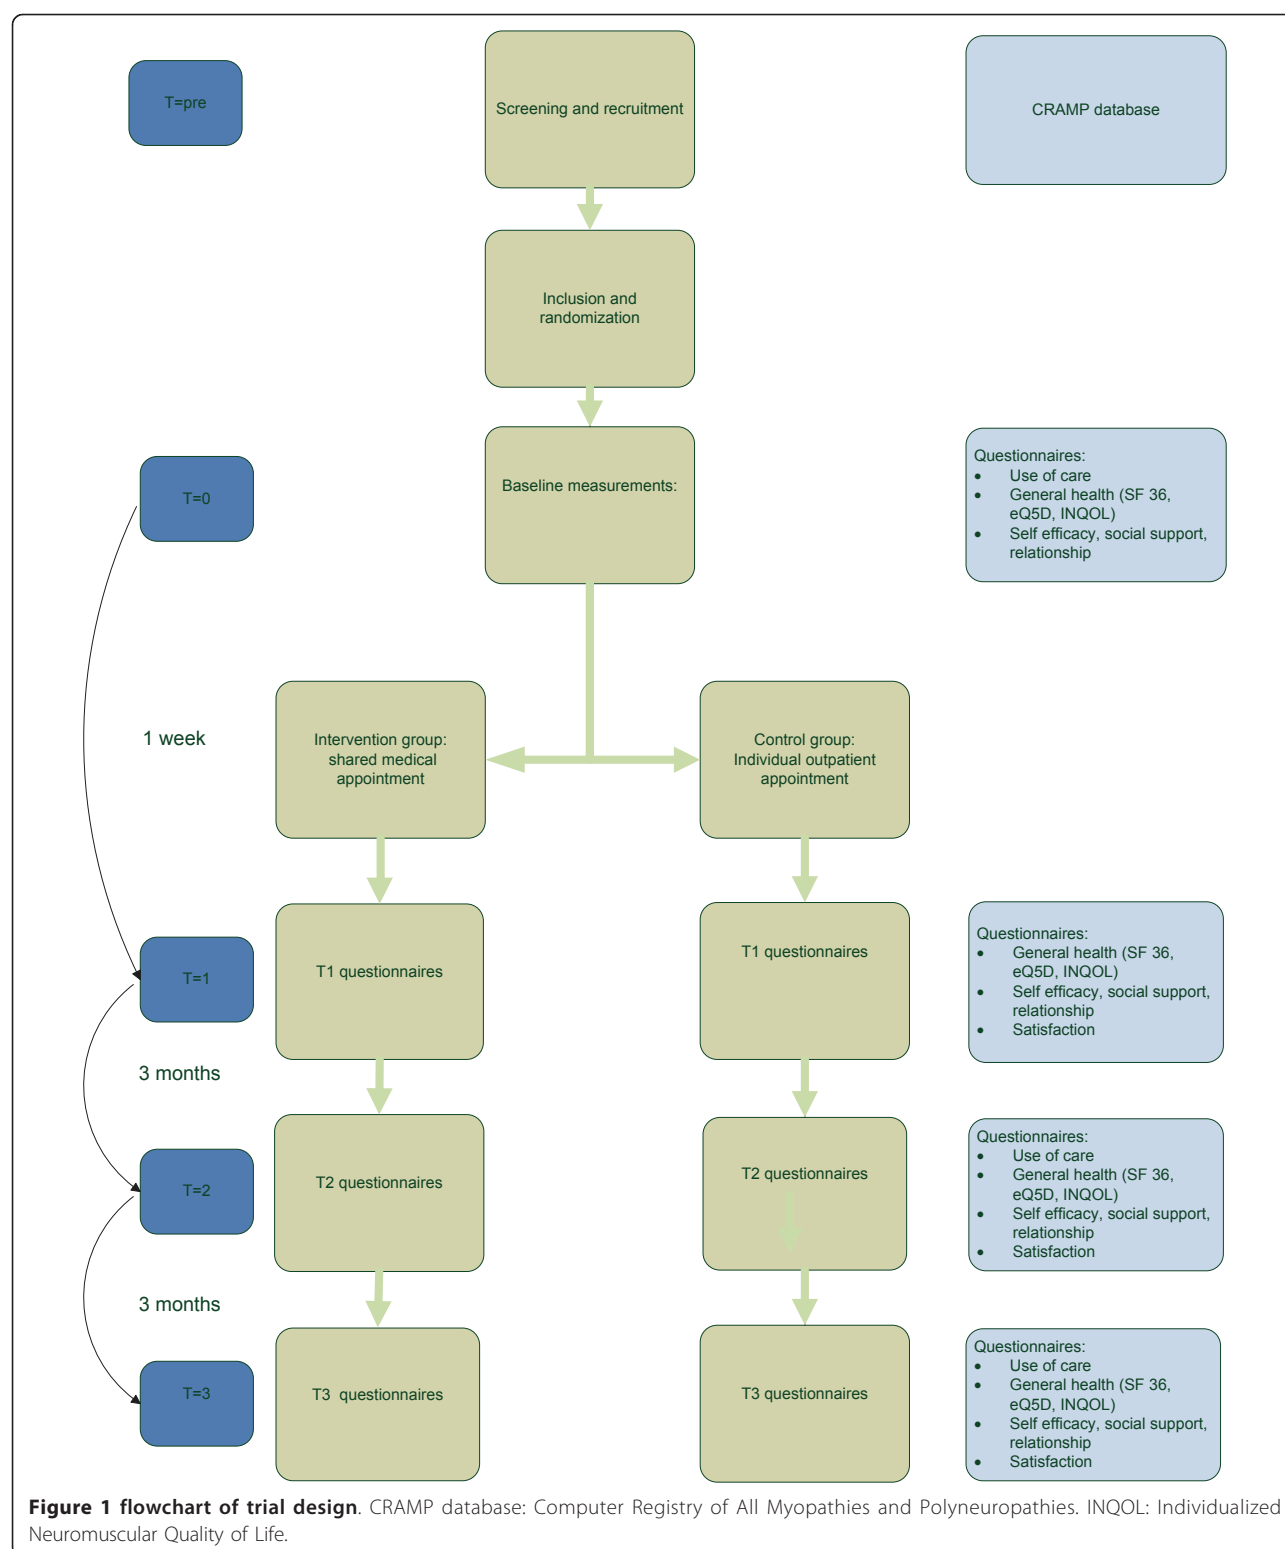 T=pre
Screening and recruitment
CRAMP database
Inclusion and
randomization
T=0
Baseline measurements:
Questionnaires:
• Use of care
• General health (SF 36,
eQ5D, INQOL)
• Self efficacy, social support,
relationship
1 week
Intervention group:
shared medical
appointment
Control group:
Individual outpatient
appointment
T=1
T1 questionnaires
T1 questionnaires
Questionnaires:
• General health (SF 36,
eQ5D, INQOL)
• Self efficacy, social support,
relationship
• Satisfaction
3 months
T=2
T2 questionnaires
T2 questionnaires
Questionnaires:
• Use of care
• General health (SF 36,
eQ5D, INQOL)
• Self efficacy, social support,
relationship
• Satisfaction
3 months
T=3
T3 questionnaires
T3 questionnaires
Questionnaires:
• Use of care
• General health (SF 36,
eQ5D, INQOL)
• Self efficacy, social support,
relationship
• Satisfaction
Figure 1 flowchart of trial design. CRAMP database: Computer Registry of All Myopathies and Polyneuropathies. INQOL: Individualized
Neuromuscular Quality of Life.